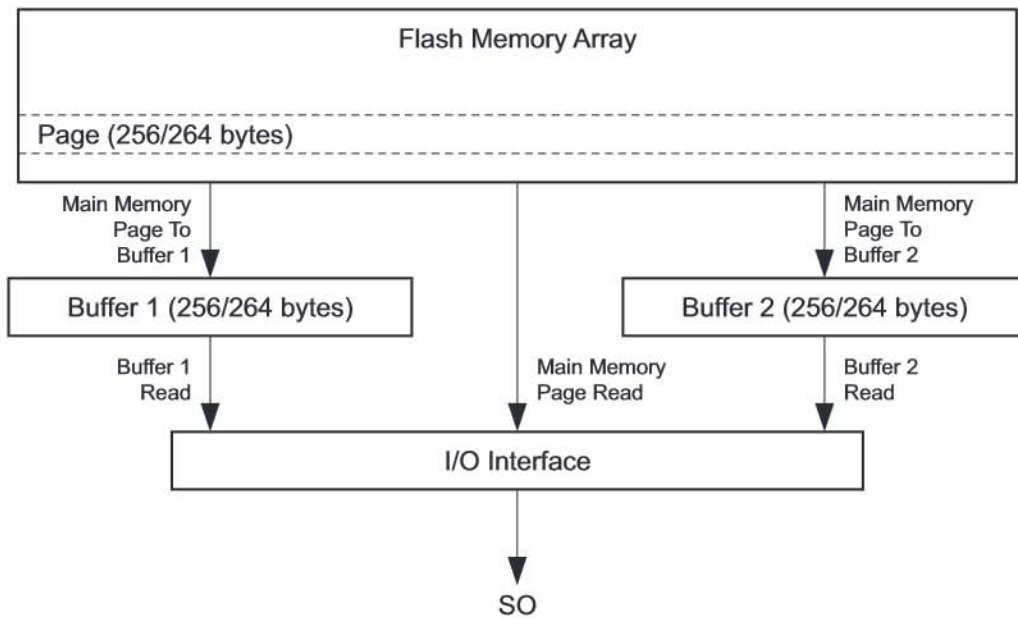 Flash Memory Array
Page (256/264 bytes)
Main Memory
Page To
Buffer 1
Main Memory
Page To
Buffer 2
Buffer 1 (256/264 bytes)
Buffer 2 (256/264 bytes)
Buffer 1
Read
Main Memory
Page Read
Buffer 2
Read
I/O Interface
SO